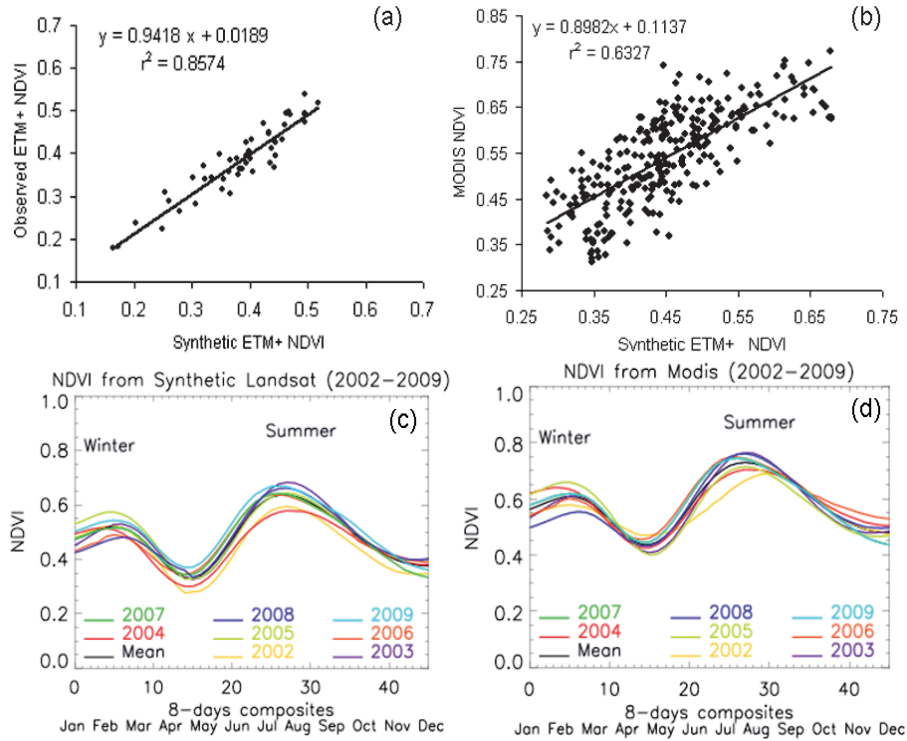 (a)
y = 0.9418 x + 0.0189
r² = 0.8574
0.7
0.6
0.5
0.4
0.3
0.2
0.1
Observed ETM+ NDVI
0.1 0.2 0.3 0.4 0.5 0.6 0.7
Synthetic ETM+ NDVI
(b)
y = 0.8982x + 0.1137
r² = 0.6327
0.85
0.75
0.65
0.55
0.45
0.35
0.25
MODIS NDVI
0.25 0.35 0.45 0.55 0.65 0.75
Synthetic ETM+ NDVI
NDVI from Synthetic Landsat (2002-2009)
(c)
Winter
Summer
1.0
0.8
0.6
0.4
0.2
0.0
NDVI
2007 2008 2009
2004 2005 2006
Mean 2002 2003
0 10 20 30 40
8-days composites
Jan Feb Mar Apr May Jun Jul Aug Sep Oct Nov Dec
NDVI from Modis (2002-2009)
(d)
Winter
Summer
1.0
0.8
0.6
0.4
0.2
0.0
NDVI
2007 2008 2009
2004 2005 2006
Mean 2002 2003
0 10 20 30 40
8-days composites
Jan Feb Mar Apr May Jun Jul Aug Sep Oct Nov Dec